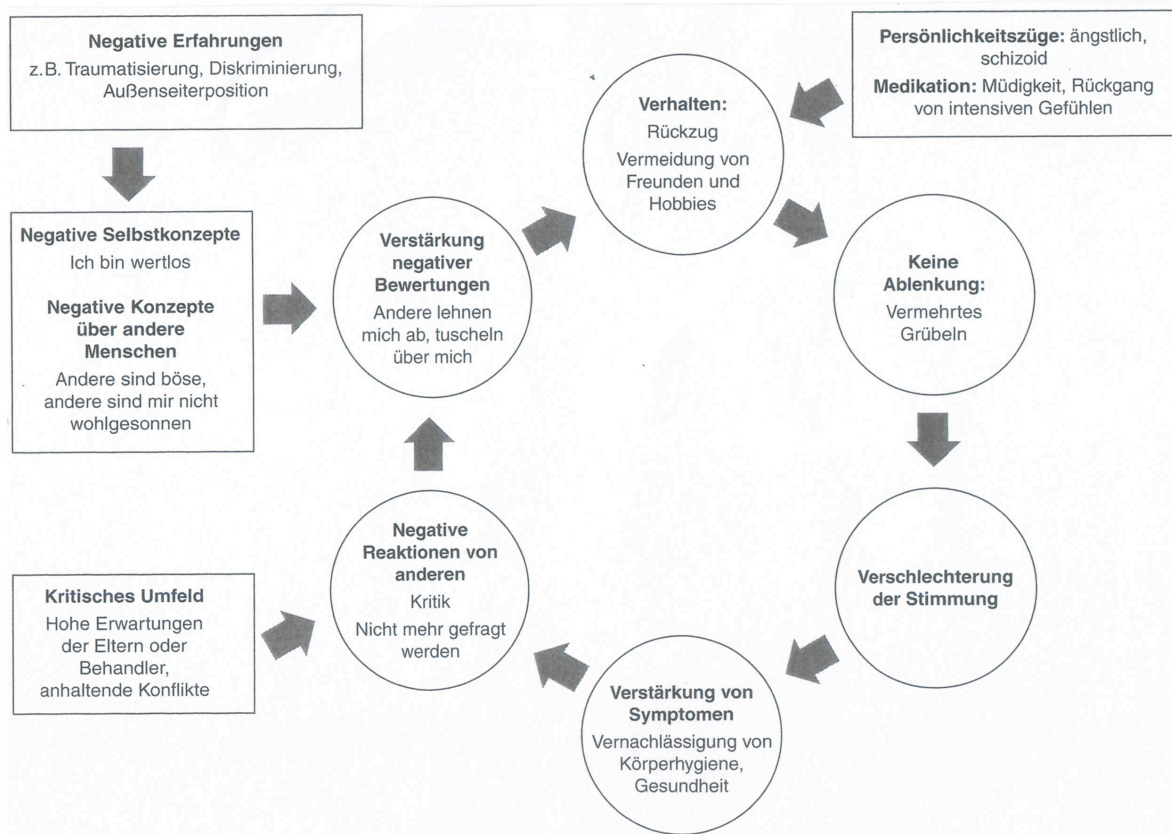 Negative Erfahrungen
z.B. Traumatisierung, Diskriminierung,
Außenseiterposition
Persönlichkeitszüge: ängstlich,
schizoid
Medikation: Müdigkeit, Rückgang
von intensiven Gefühlen
Verhalten:
Rückzug
Vermeidung von
Freunden und
Hobbies
Negative Selbstkonzepte
Ich bin wertlos
Negative Konzepte
über andere
Menschen
Andere sind böse,
andere sind mir nicht
wohlgesonnen
Verstärkung
negativer
Bewertungen
Andere lehnen
mich ab, tuscheln
über mich
Keine
Ablenkung:
Vermehrtes
Grübeln
Negative
Reaktionen von
anderen
Kritik
Nicht mehr gefragt
werden
Verschlechterung
der Stimmung
Kritisches Umfeld
Hohe Erwartungen
der Eltern oder
Behandler,
anhaltende Konflikte
Verstärkung von
Symptomen
Vernachlässigung von
Körperhygiene,
Gesundheit